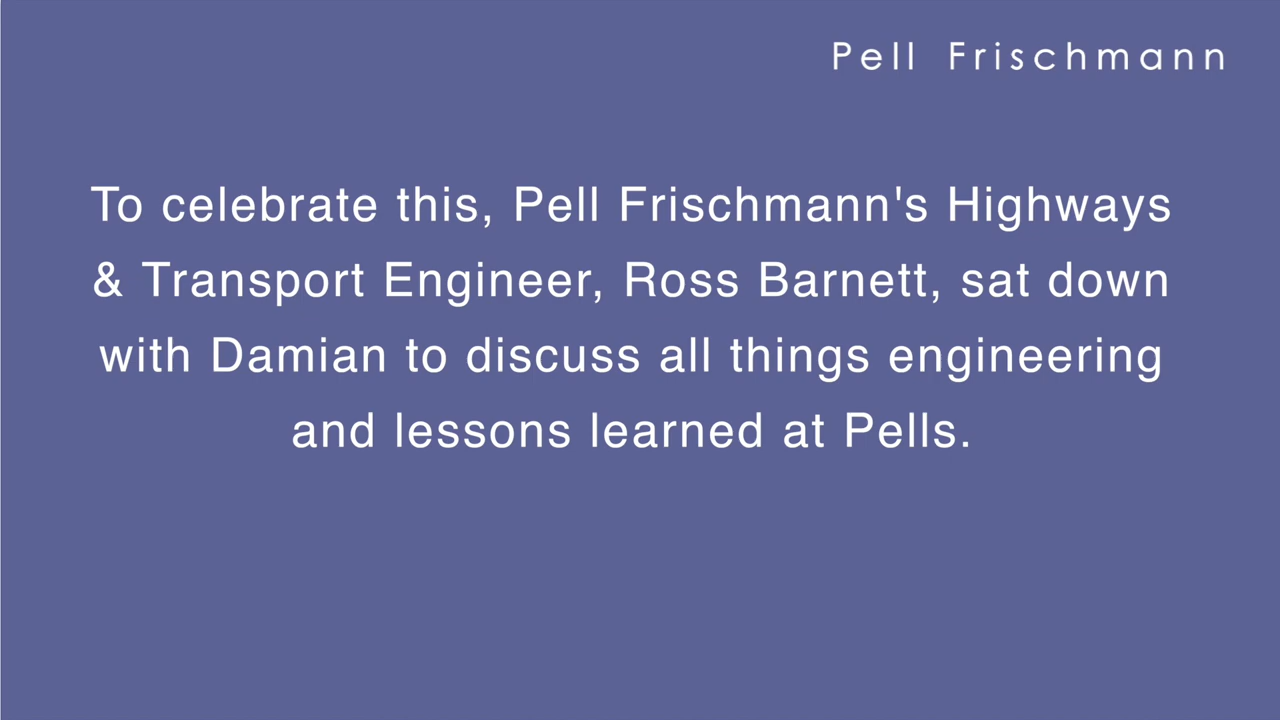 Pell Frischmann
To celebrate this, Pell Frischmann's Highways
& Transport Engineer, Ross Barnett, sat down
with Damian to discuss all things engineering
and lessons learned at Pells.